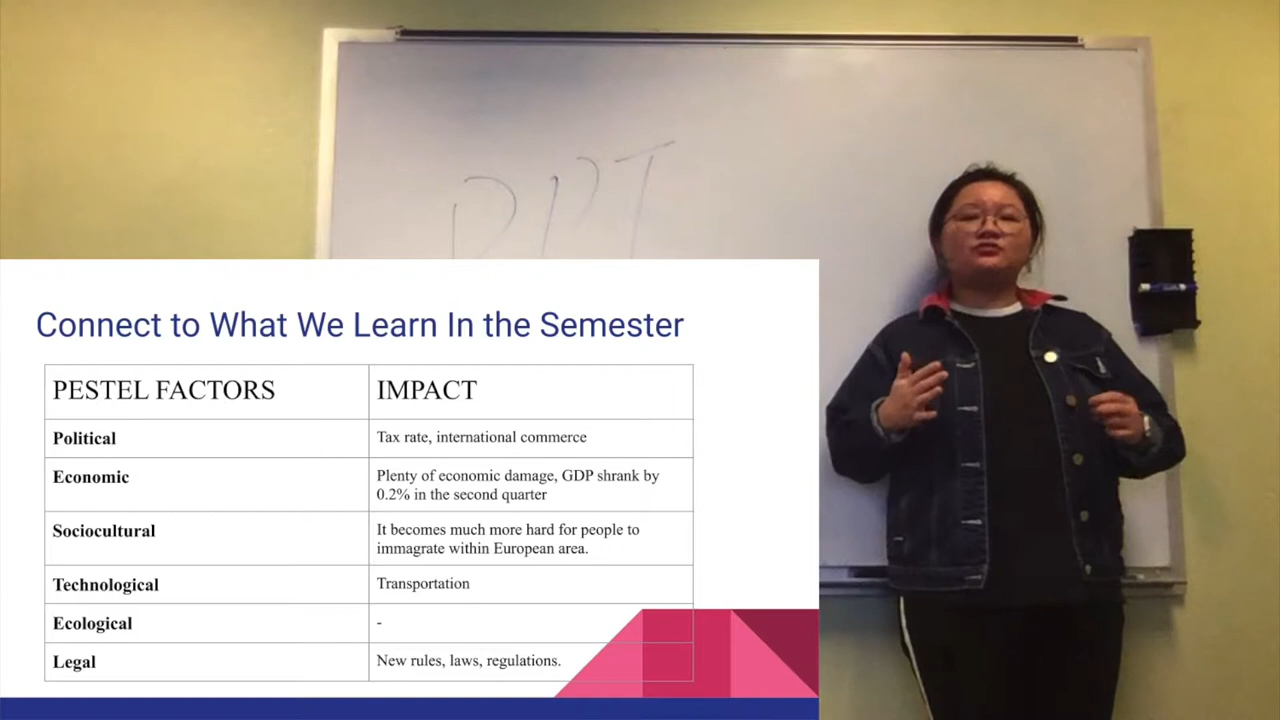 PPT
Connect to What We Learn In the Semester
PESTEL FACTORS IMPACT
Political Tax rate, international commerce
Economic Plenty of economic damage, GDP shrank by
0.2% in the second quarter
Sociocultural It becomes much more hard for people to
immagrate within European area.
Technological Transportation
Ecological -
Legal New rules, laws, regulations.